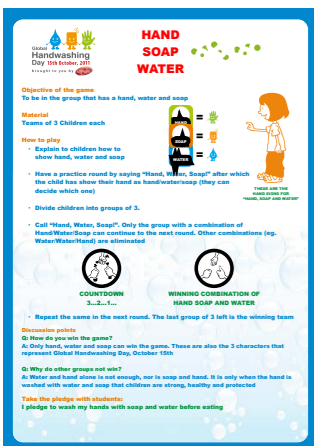 HAND
SOAP
WATER
Global
Handwashing
Day 15th October, 2011
brought to you by
Objective of the game
To be in the group that has a hand, water and soap
Material
Teams of 3 Children each
HAND =
SOAP =
WATER =
How to play
• Explain to children how to
show hand, water and soap
• Have a practice round by saying “Hand, Water, Soap!” after which
the child has show their hand as hand/water/soap (they can
decide which one)
THESE ARE THE
HAND SIGNS FOR
“HAND, SOAP AND WATER”
• Divide children into groups of 3.
• Call “Hand, Water, Soap!”. Only the group with a combination of
Hand/Water/Soap can continue to the next round. Other combinations (eg.
Water/Water/Hand) are eliminated
COUNTDOWN
3...2...1...
WINNING COMBINATION OF
HAND SOAP AND WATER
• Repeat the same in the next round. The last group of 3 left is the winning team
Discussion points
Q: How do you win the game?
A: Only hand, water and soap can win the game. These are also the 3 characters that
represent Global Handwashing Day, October 15th
Q: Why do other groups not win?
A: Water and hand alone is not enough, nor is soap and hand. It is only when the hand is
washed with water and soap that children are strong, healthy and protected
Take the pledge with students:
I pledge to wash my hands with soap and water before eating